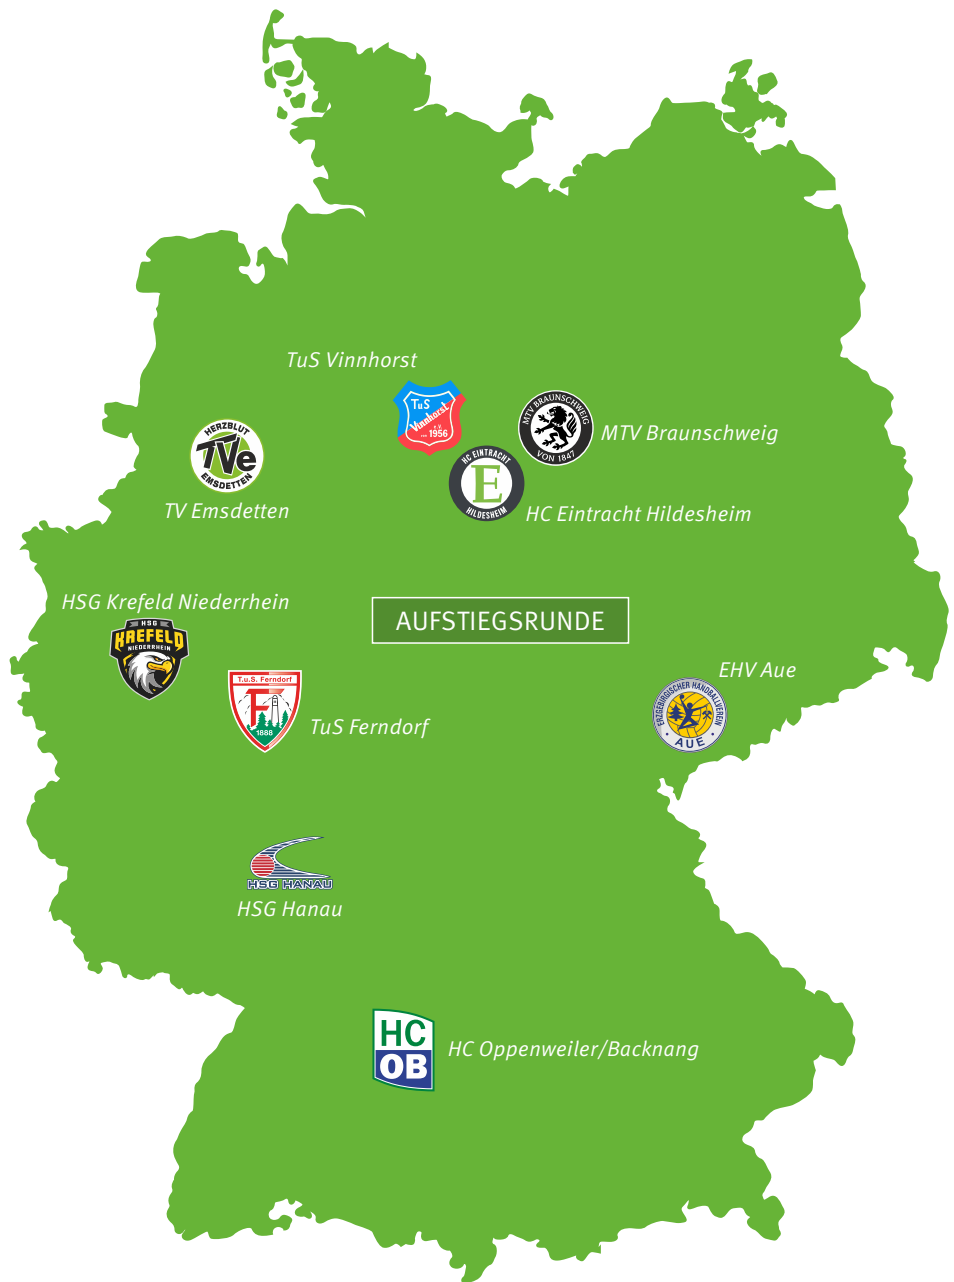 TuS Vinnhorst
TuS
Vinnhorst
e.V.
von 1956
MTV BRAUNSCHWEIG
VON 1847
MTV Braunschweig
HERZBLUT
TVe
EMSDETTEN
TV Emsdetten
HC EINTRACHT
E
HILDESHEIM
HC Eintracht Hildesheim
HSG Krefeld Niederrhein
HSG
KREFELD
NIEDERRHEIN
AUFSTIEGSRUNDE
EHV Aue
ERZGEBIRGISCHER HANDBALLVEREIN
AUE
T.u.S. Ferndorf
F
1888
TuS Ferndorf
HSG HANAU
HSG Hanau
HC
OB
HC Oppenweiler/Backnang